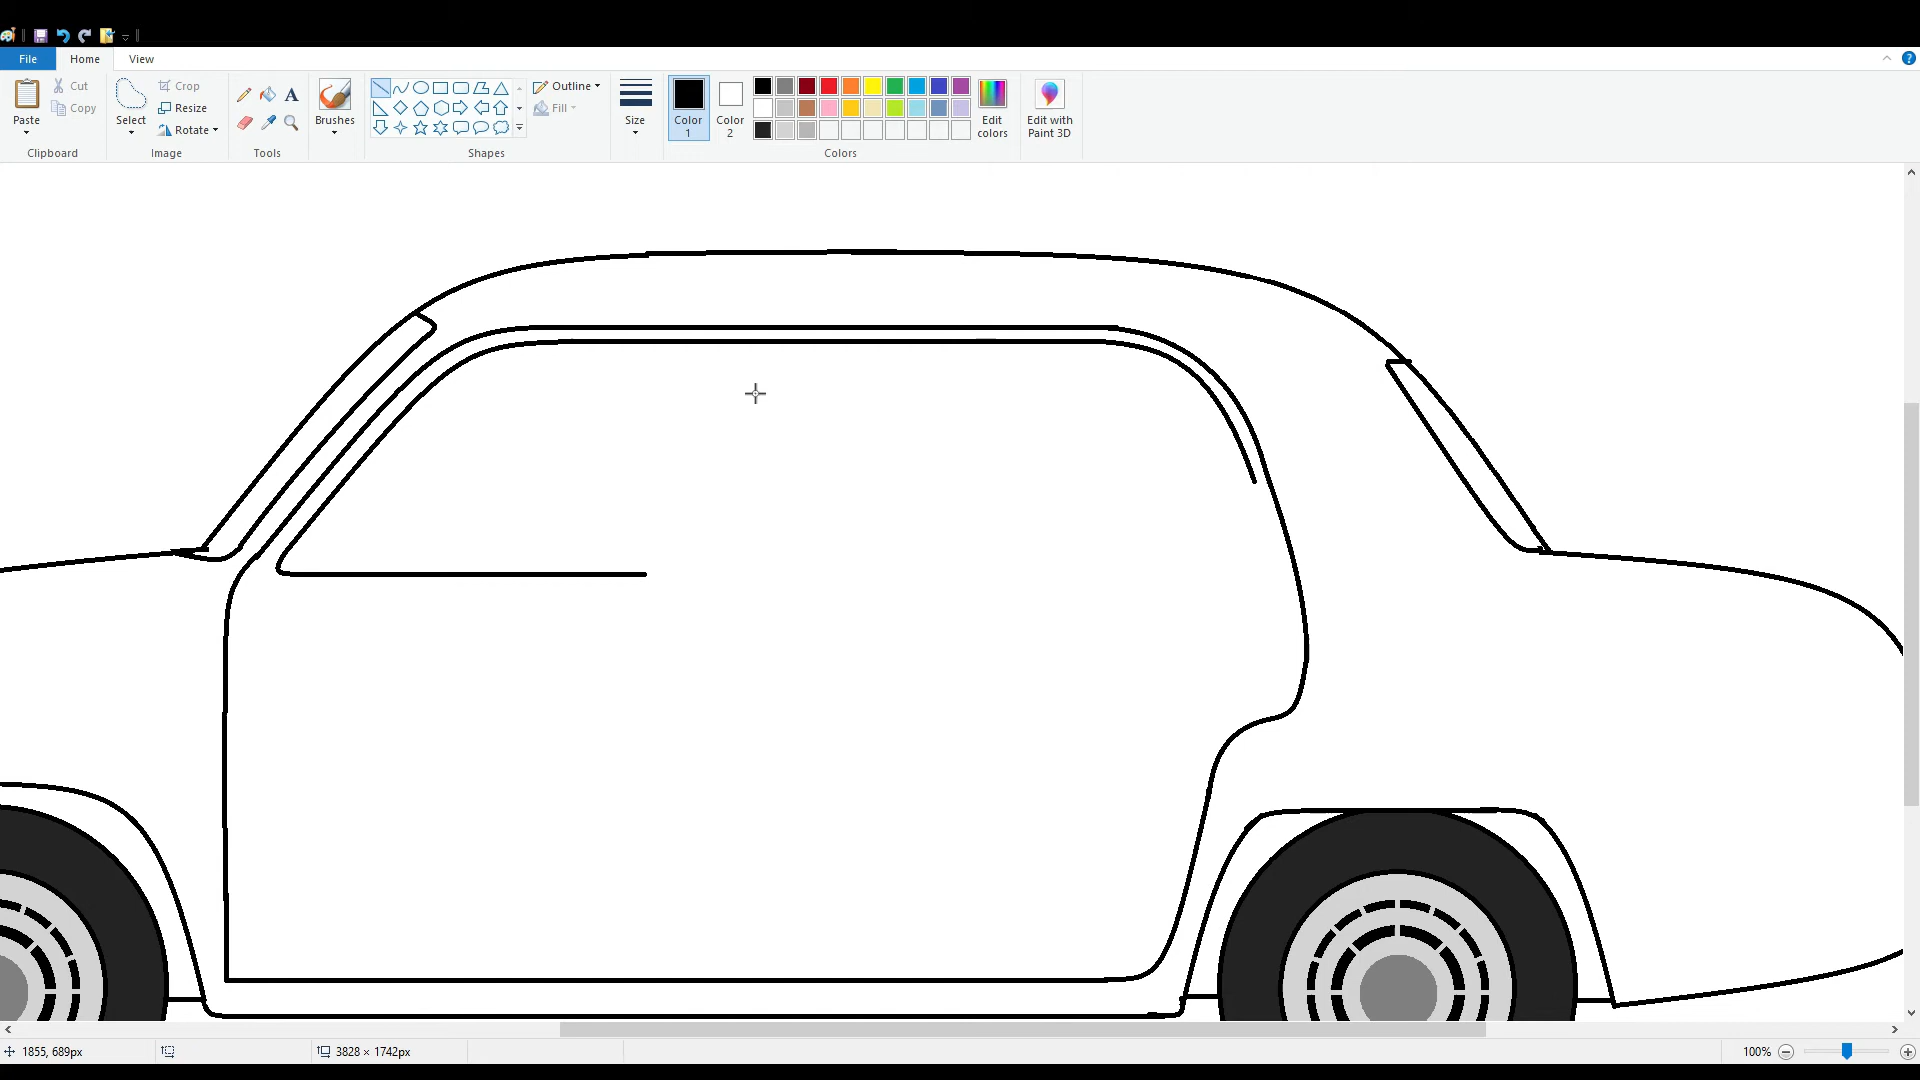 File Home View
Paste Cut Copy
Clipboard
Select Crop Resize Rotate
Image
A
Tools
Brushes
Outline Fill
Shapes
Size
Color 1 Color 2
Edit colors
Colors
Edit with Paint 3D
1855, 689px
3828 × 1742px
100%